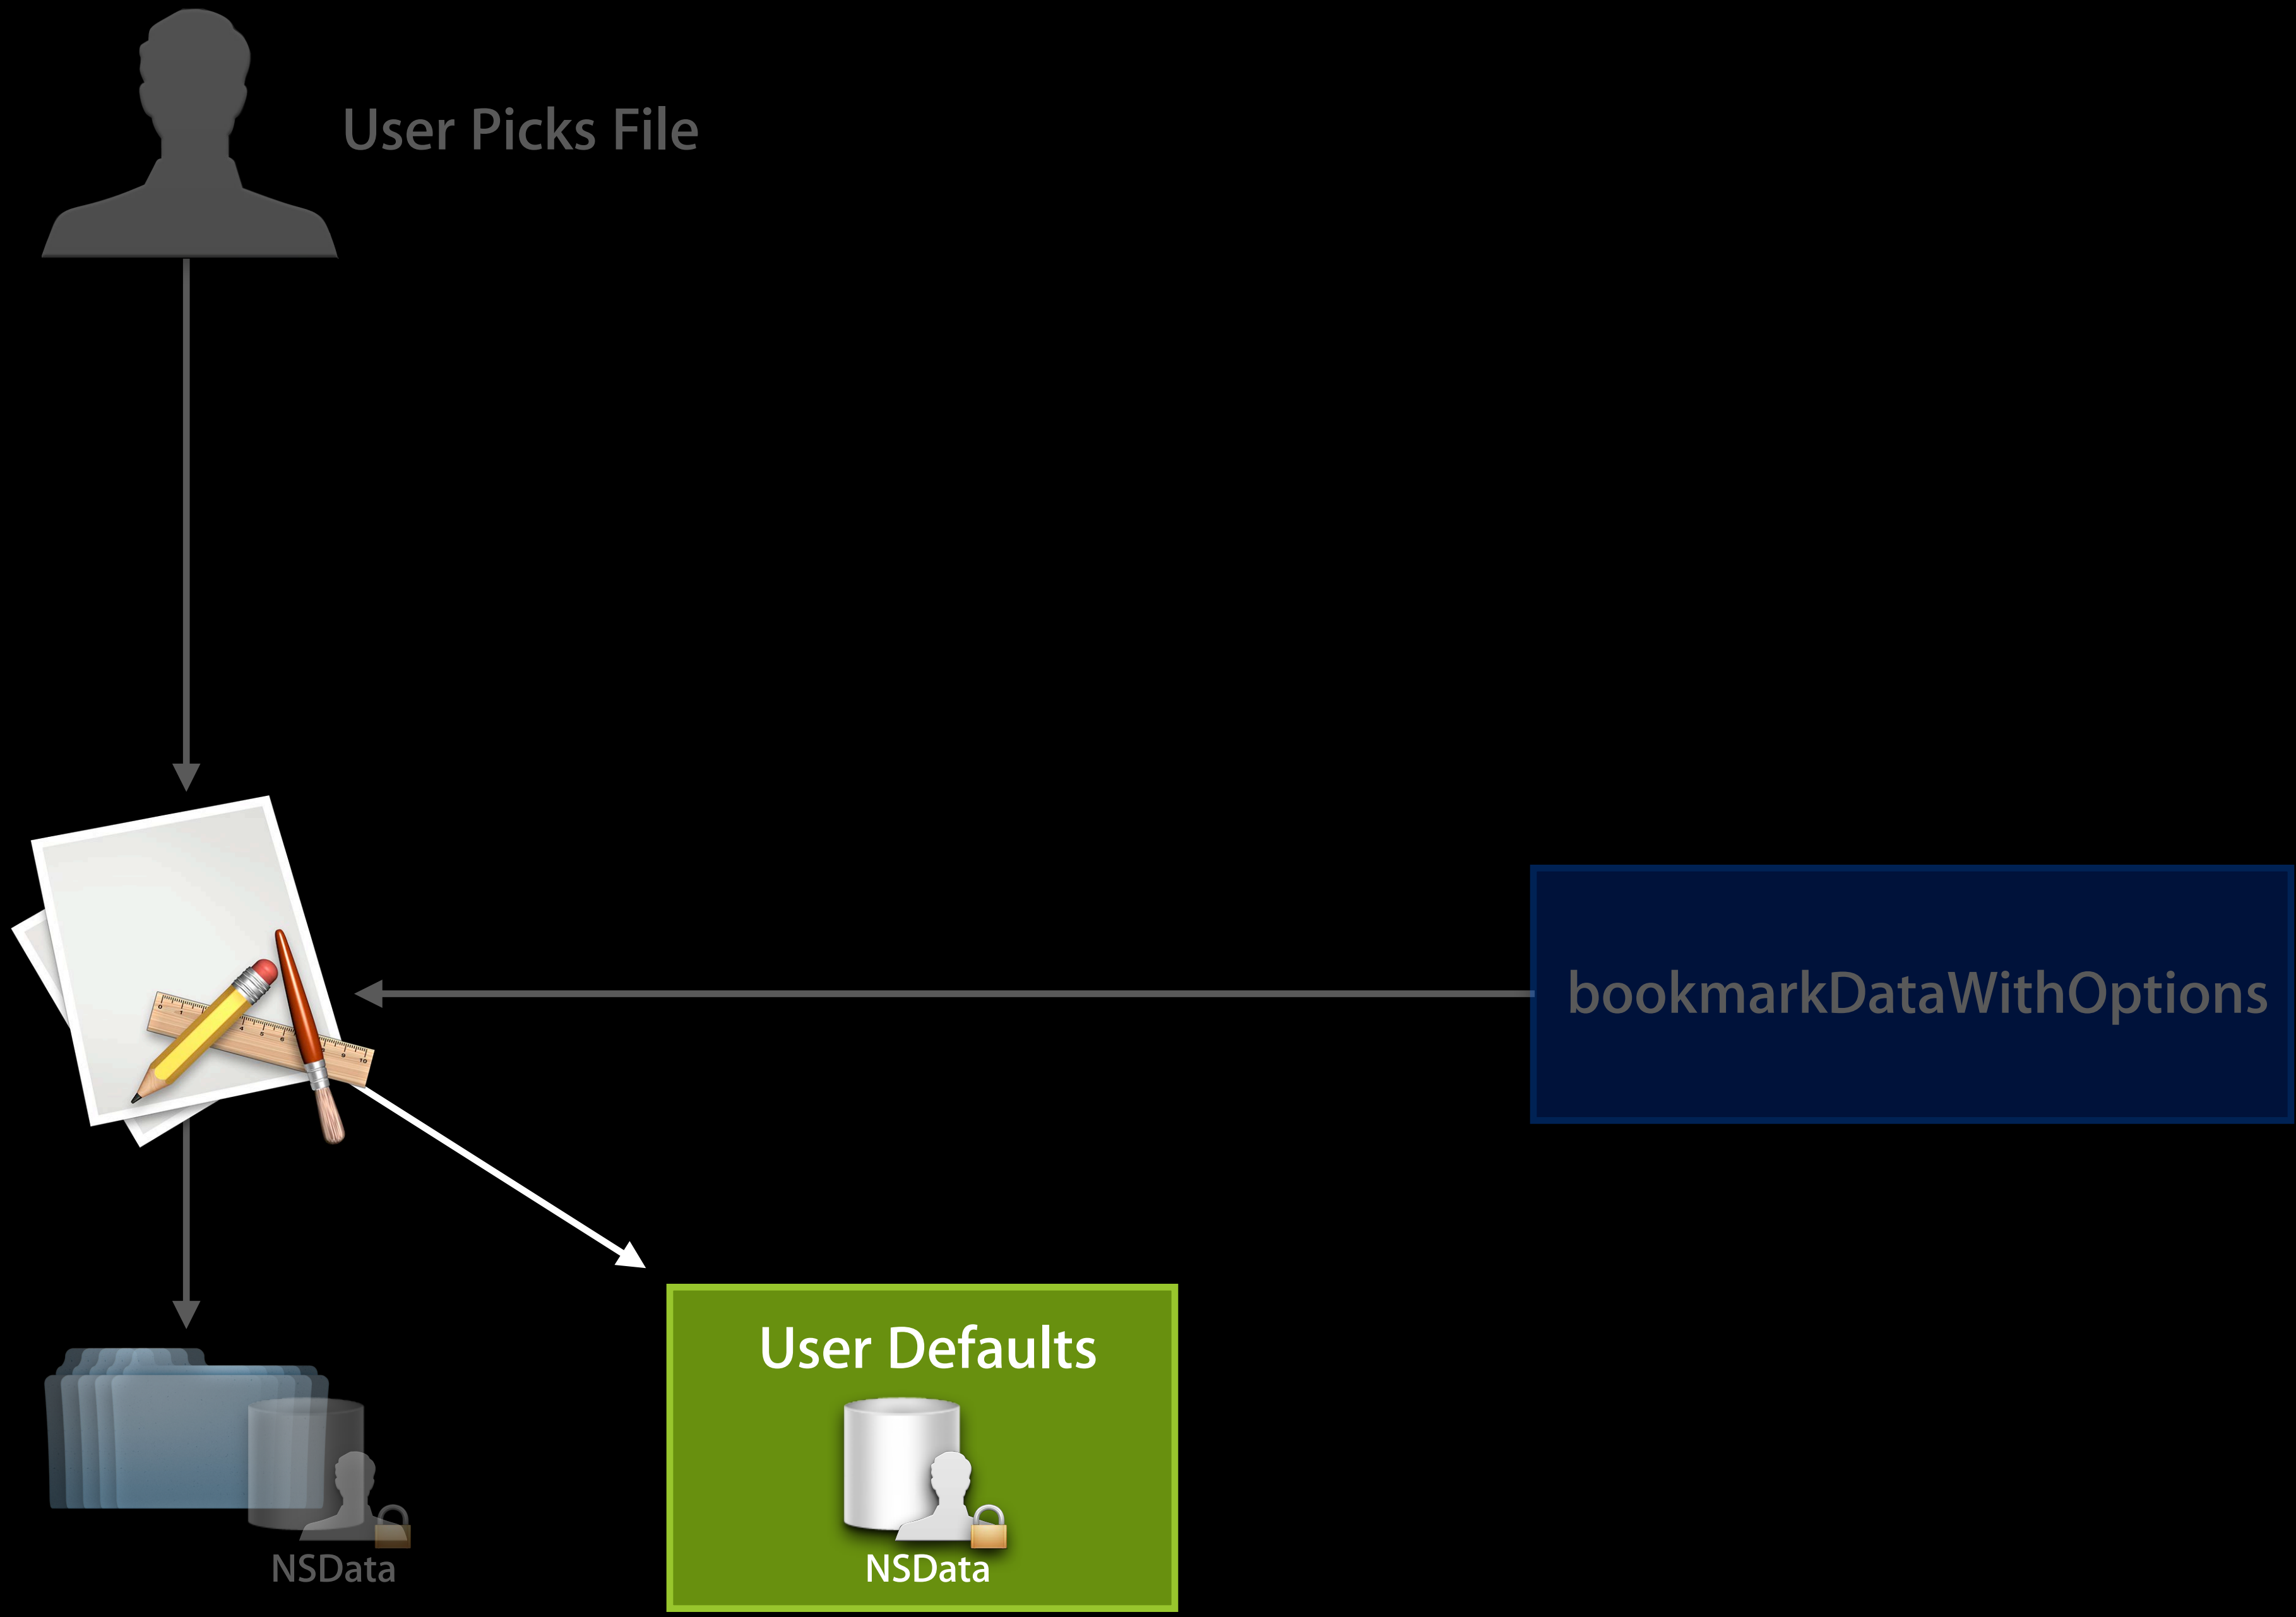 User Picks File
bookmarkDataWithOptions
User Defaults
NSData
NSData